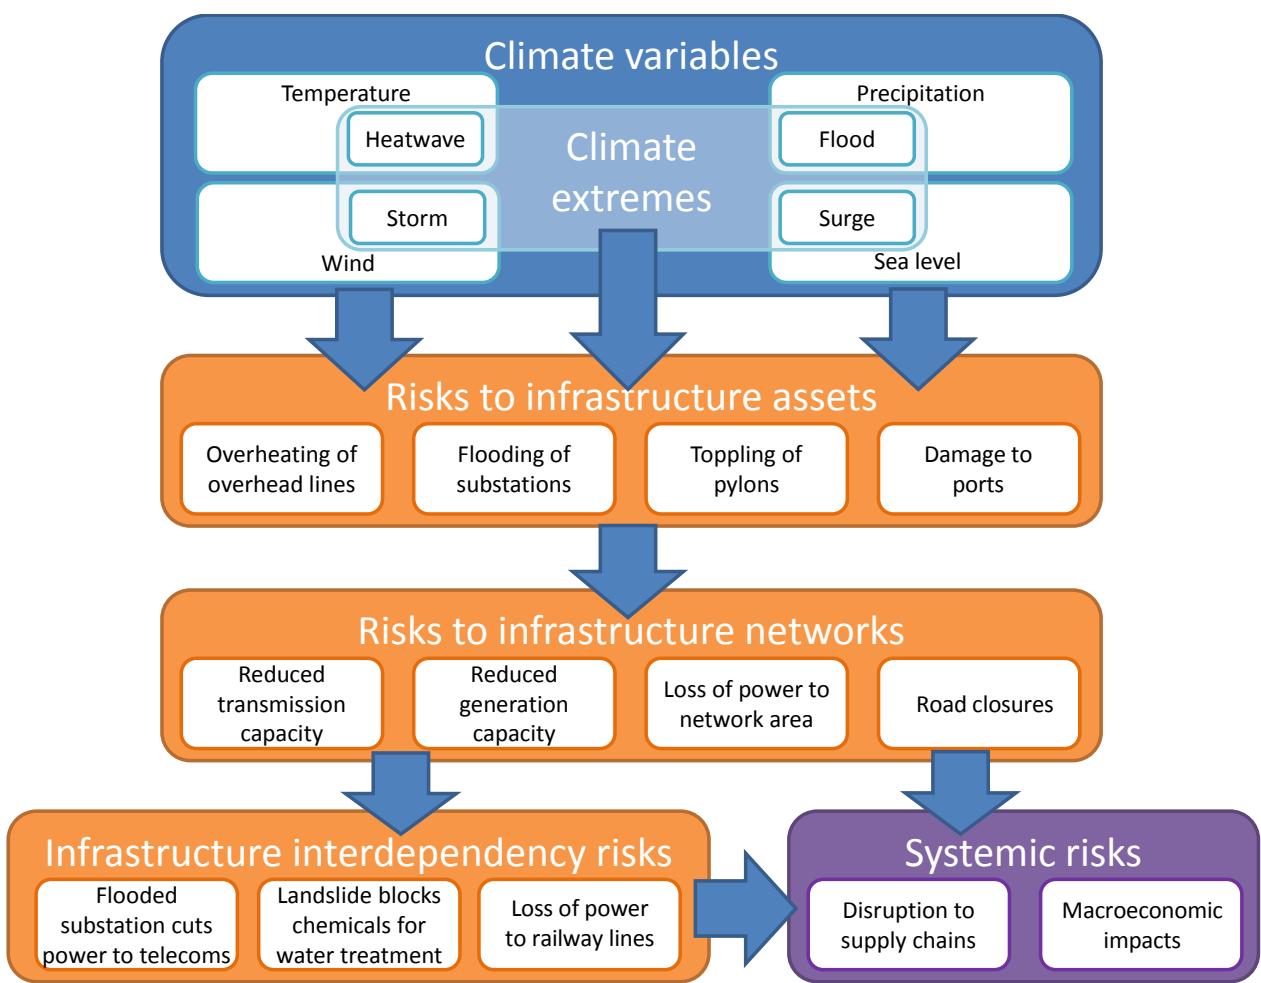 Climate variables
Temperature
Precipitation
Heatwave
Climate
extremes
Flood
Storm
Surge
Wind
Sea level
Risks to infrastructure assets
Overheating of
overhead lines
Flooding of
substations
Toppling of
pylons
Damage to
ports
Risks to infrastructure networks
Reduced
transmission
capacity
Reduced
generation
capacity
Loss of power to
network area
Road closures
Infrastructure interdependency risks
Flooded
substation cuts
power to telecoms
Landslide blocks
chemicals for
water treatment
Loss of power
to railway lines
Systemic risks
Disruption to
supply chains
Macroeconomic
impacts